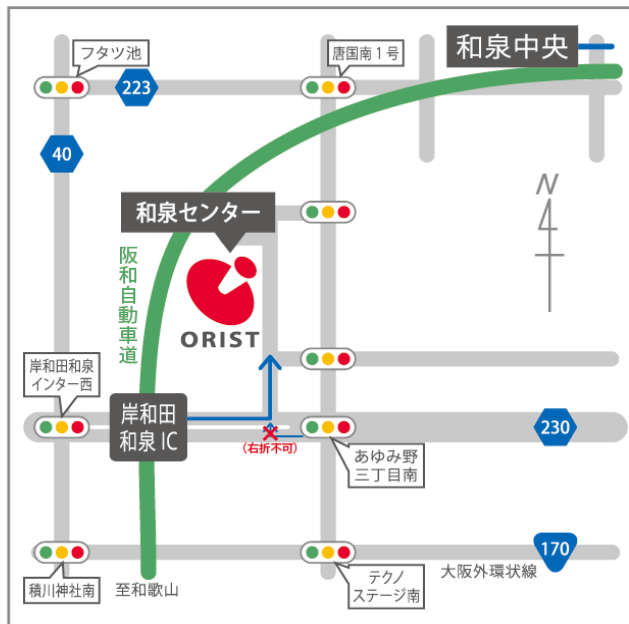 フタツ池
唐国南1号
和泉中央
223
40
N
和泉センター
阪和自動車道
ORIST
岸和田和泉
インター西
岸和田
和泉IC
230
(右折不可)
あゆみ野
三丁目南
170
大阪外環状線
積川神社南
至和歌山
テクノ
ステージ南